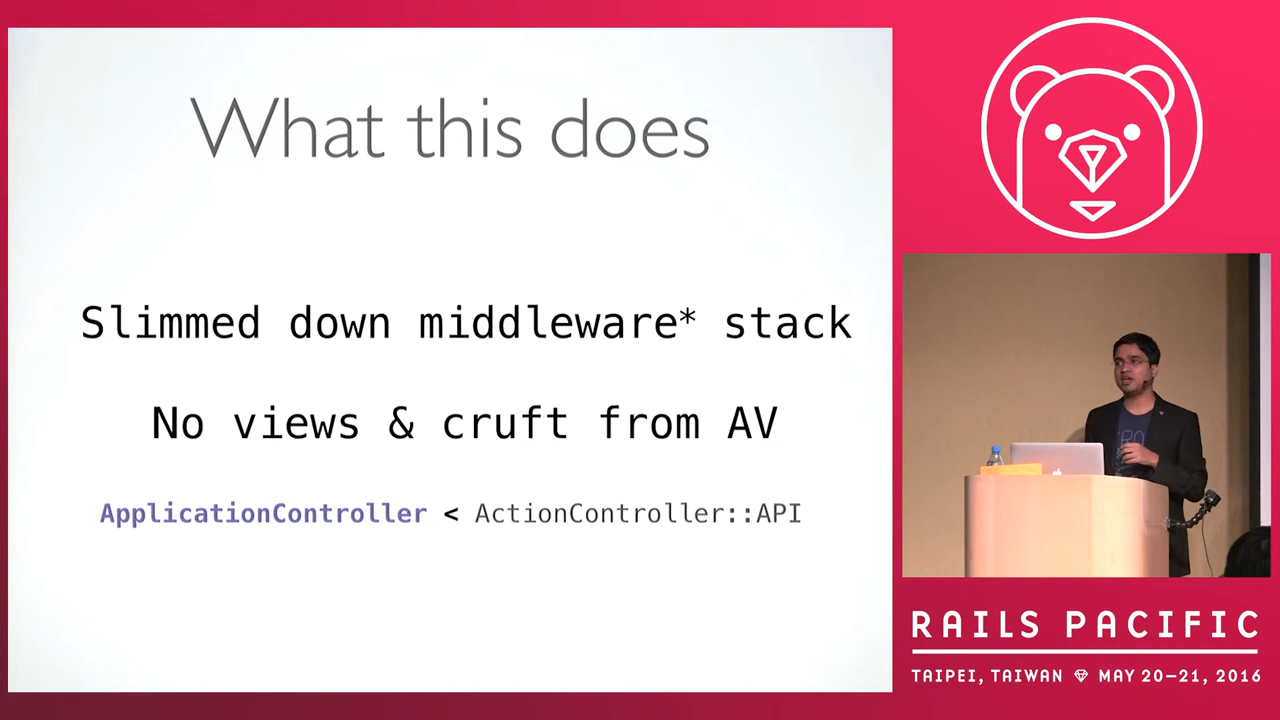 What this does
Slimmed down middleware* stack
No views & cruft from AV
ApplicationController < ActionController::API
RAILS PACIFIC
TAIPEI, TAIWAN MAY 20–21, 2016